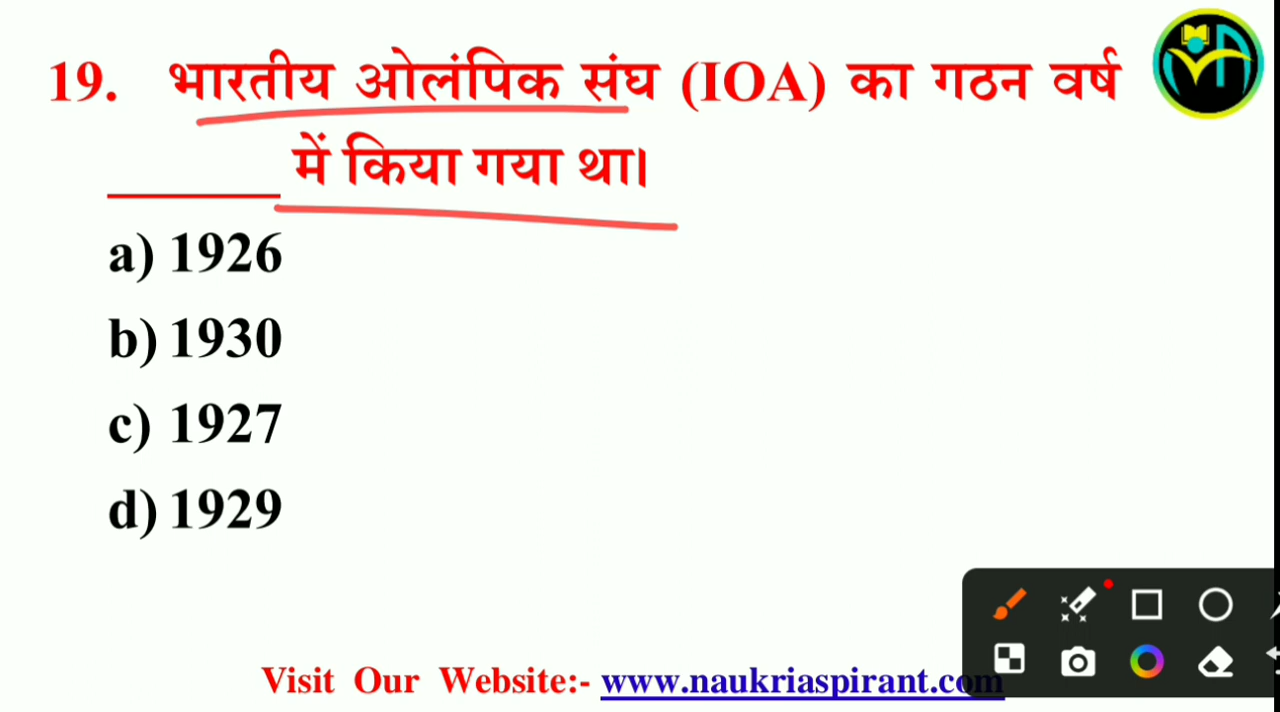 19. भारतीय ओलंपिक संघ (IOA) का गठन वर्ष
________ में किया गया था।
a) 1926
b) 1930
c) 1927
d) 1929
Visit Our Website:- www.naukriaspirant.com